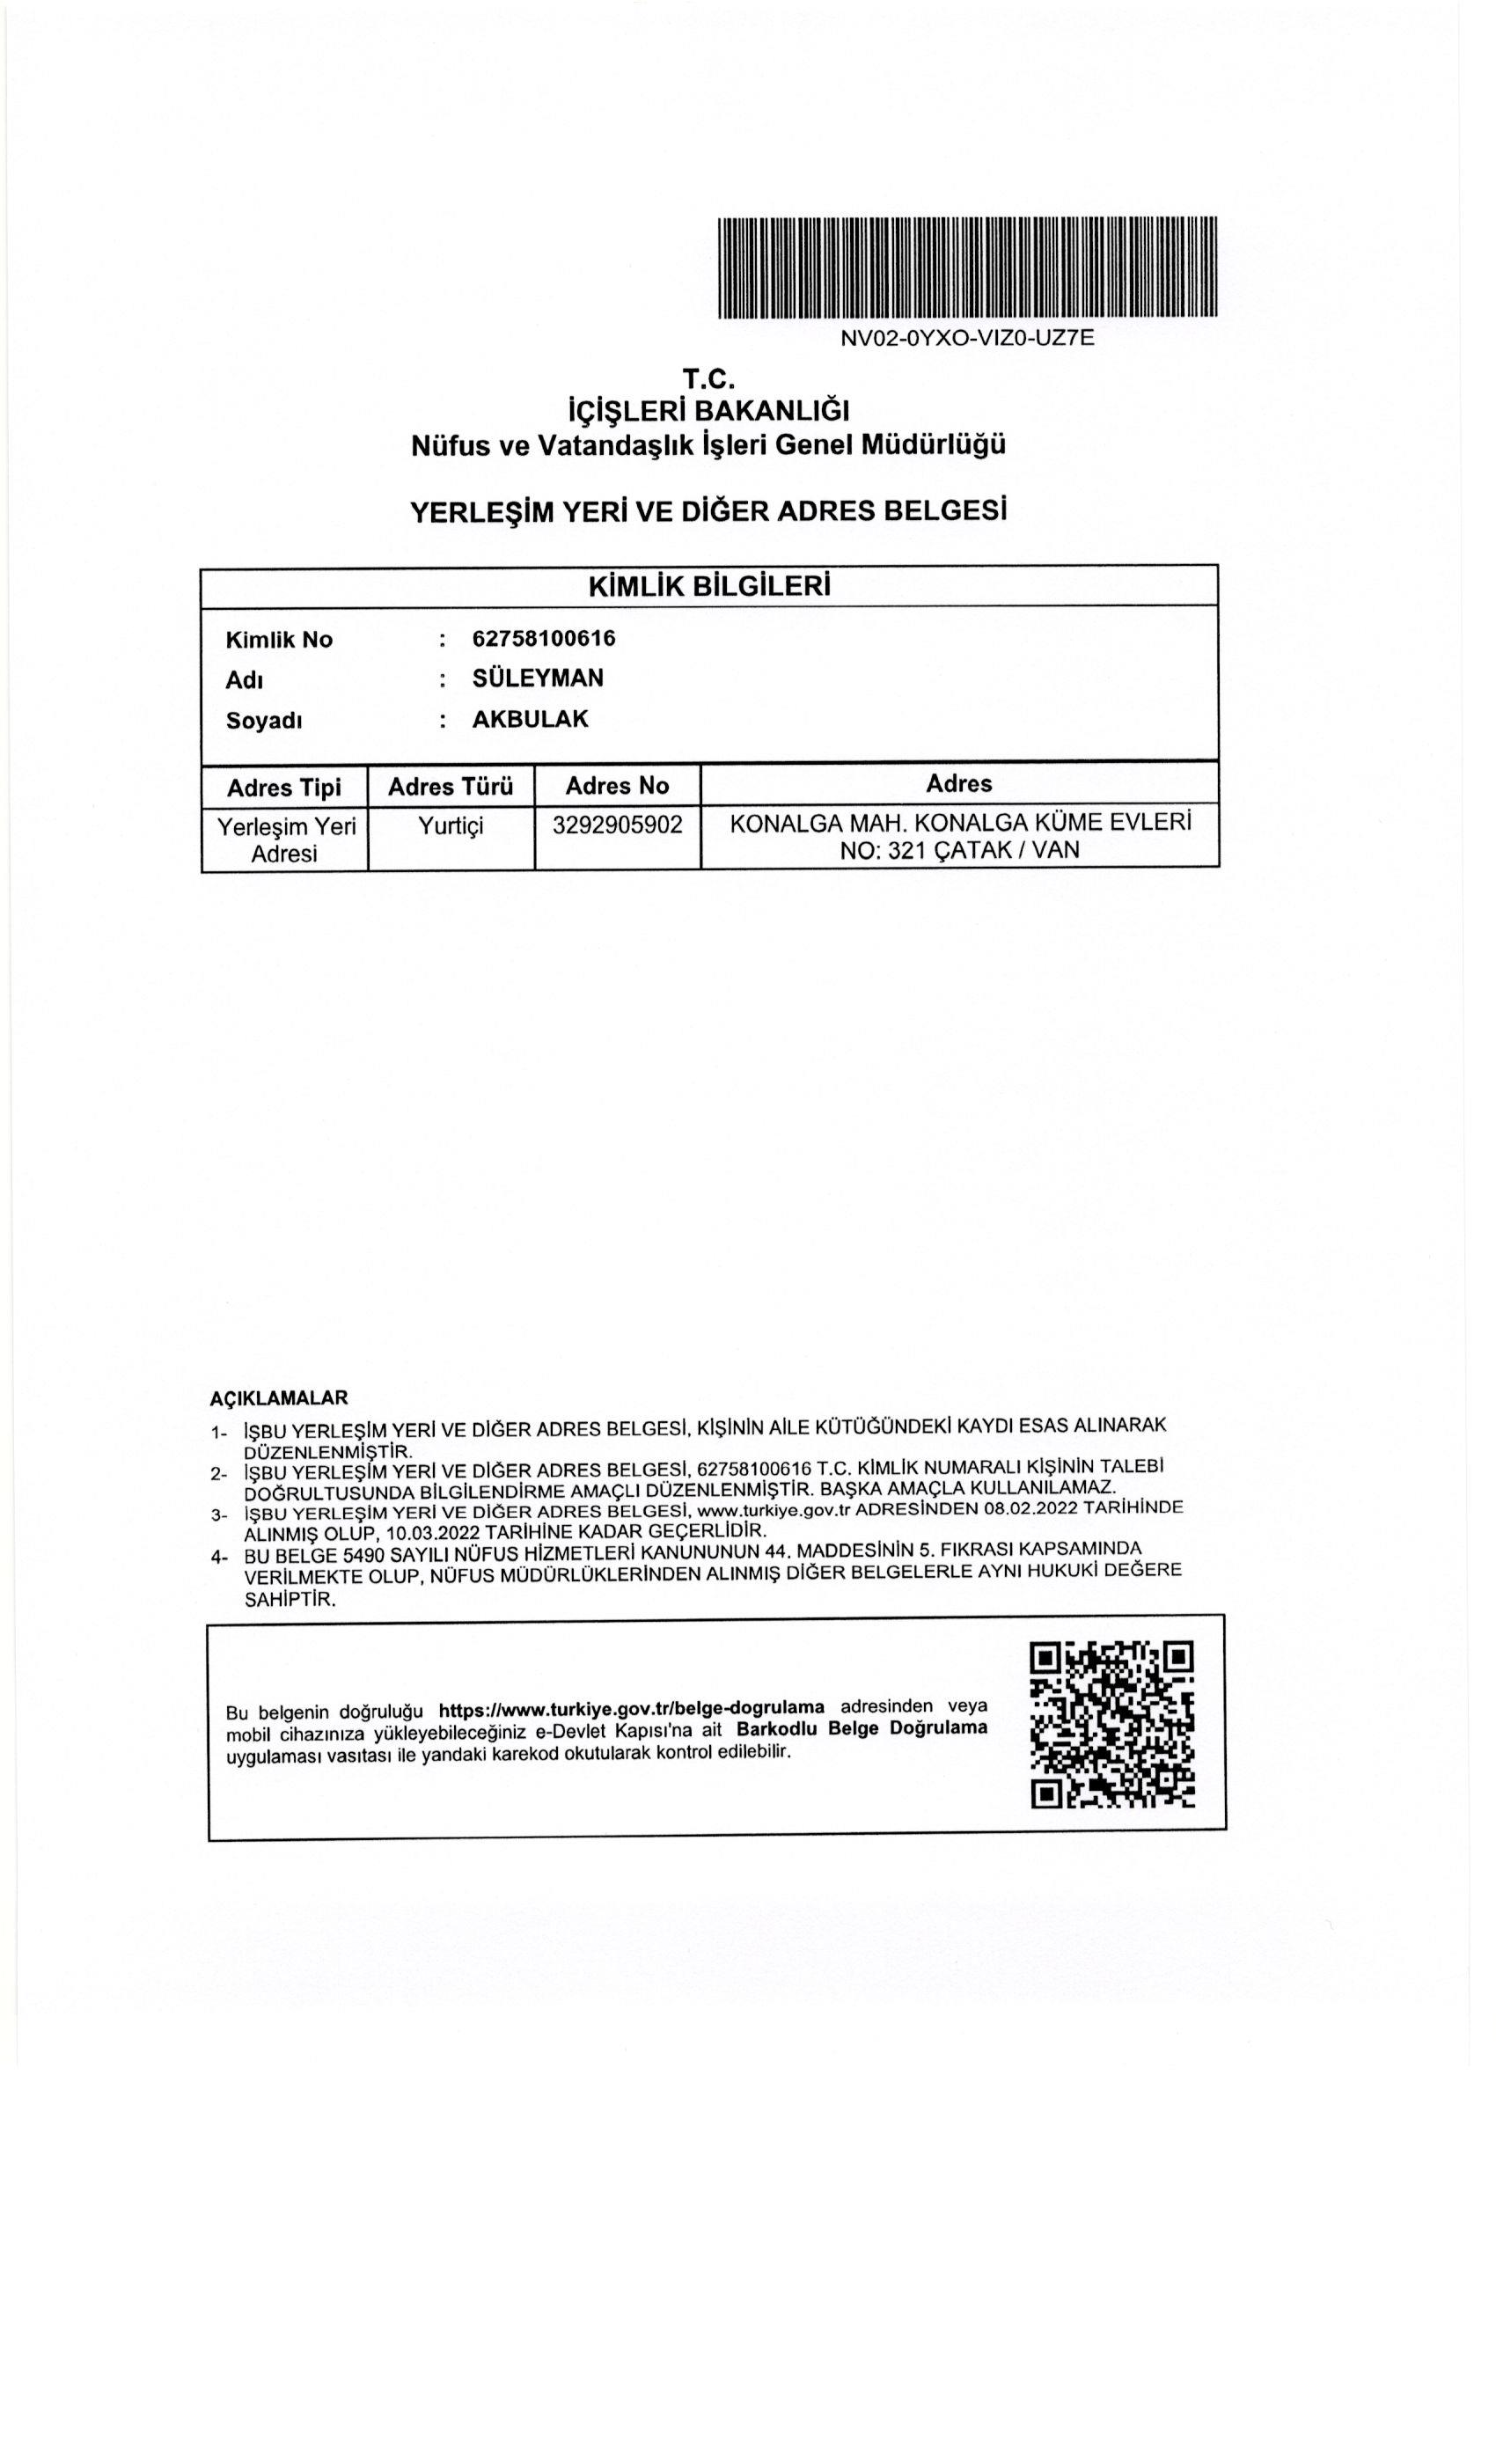 NV02-0YXO-VIZ0-UZ7E
T.C.
İÇİŞLERİ BAKANLIĞI
Nüfus ve Vatandaşlık İşleri Genel Müdürlüğü
YERLEŞİM YERİ VE DİĞER ADRES BELGESİ
KİMLİK BİLGİLERİ
Kimlik No : 62758100616
Adı : SÜLEYMAN
Soyadı : AKBULAK
Adres Tipi Adres Türü Adres No Adres
Yerleşim Yeri Yurtiçi 3292905902 KONALGA MAH. KONALGA KÜME EVLERİ
Adresi NO: 321 ÇATAK / VAN
AÇIKLAMALAR
1- İŞBU YERLEŞİM YERİ VE DİĞER ADRES BELGESİ, KİŞİNİN AİLE KÜTÜĞÜNDEKİ KAYDI ESAS ALINARAK
DÜZENLENMİŞTİR.
2- İŞBU YERLEŞİM YERİ VE DİĞER ADRES BELGESİ, 62758100616 T.C. KİMLİK NUMARALI KİŞİNİN TALEBİ
DOĞRULTUSUNDA BİLGİLENDİRME AMAÇLI DÜZENLENMİŞTİR. BAŞKA AMAÇLA KULLANILAMAZ.
3- İŞBU YERLEŞİM YERİ VE DİĞER ADRES BELGESİ, www.turkiye.gov.tr ADRESİNDEN 08.02.2022 TARİHİNDE
ALINMIŞ OLUP, 10.03.2022 TARİHİNE KADAR GEÇERLİDİR.
4- BU BELGE 5490 SAYILI NÜFUS HİZMETLERİ KANUNUNUN 44. MADDESİNİN 5. FIKRASI KAPSAMINDA
VERİLMEKTE OLUP, NÜFUS MÜDÜRLÜKLERİNDEN ALINMIŞ DİĞER BELGELERLE AYNI HUKUKİ DEĞERE
SAHİPTİR.
Bu belgenin doğruluğu https://www.turkiye.gov.tr/belge-dogrulama adresinden veya
mobil cihazınıza yükleyebileceğiniz e-Devlet Kapısı'na ait Barkodlu Belge Doğrulama
uygulaması vasıtası ile yandaki karekod okutularak kontrol edilebilir.